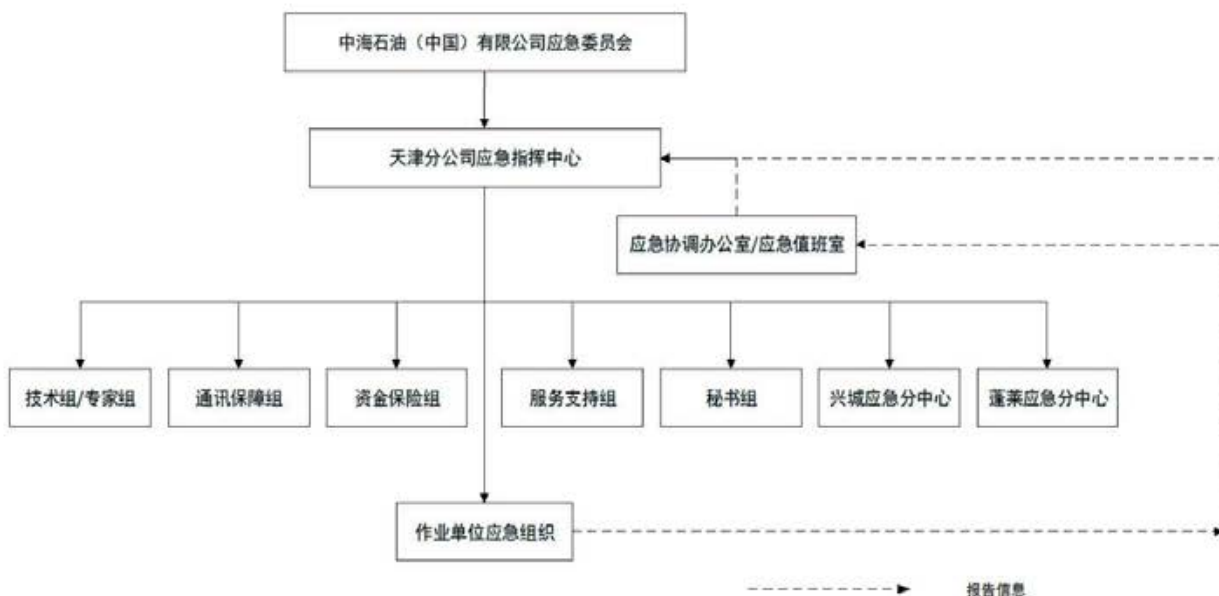 中海石油（中国）有限公司应急委员会
天津分公司应急指挥中心
应急协调办公室/应急值班室
技术组/专家组
通讯保障组
资金保险组
服务支持组
秘书组
兴城应急分中心
蓬莱应急分中心
作业单位应急组织
报告信息